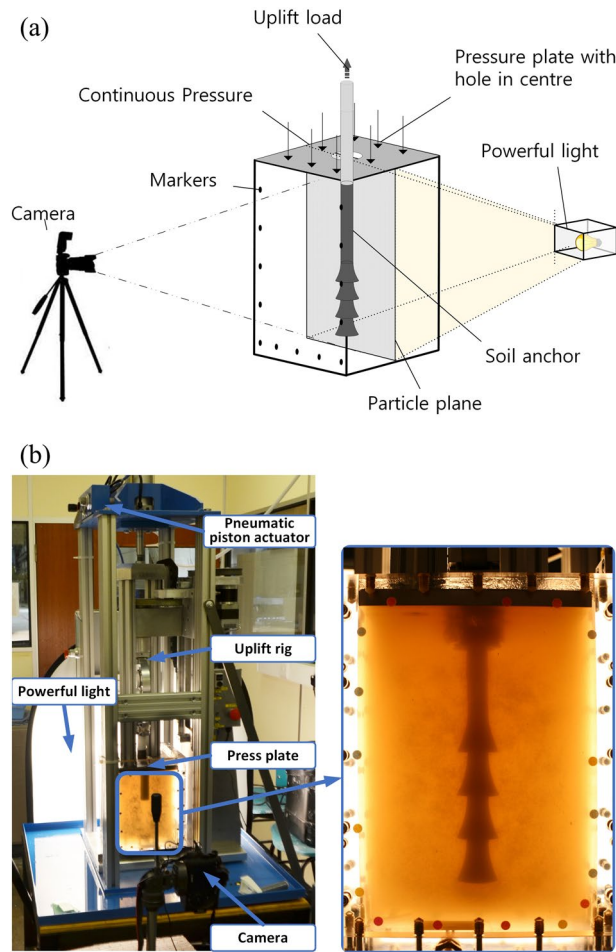 (a)
Uplift load
Pressure plate with
hole in centre
Continuous Pressure
Powerful light
Markers
Camera
Soil anchor
Particle plane
(b)
Pneumatic
piston actuator
Uplift rig
Powerful light
Press plate
Camera